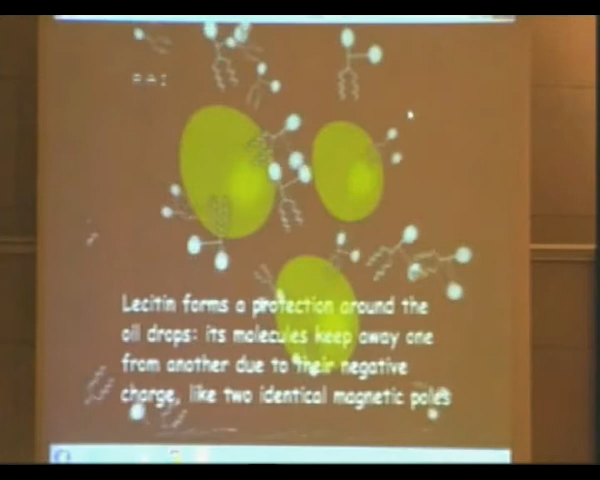 Lecitin forms a protection around the
oil drops: its molecules keep away one
from another due to their negative
charge, like two identical magnetic poles